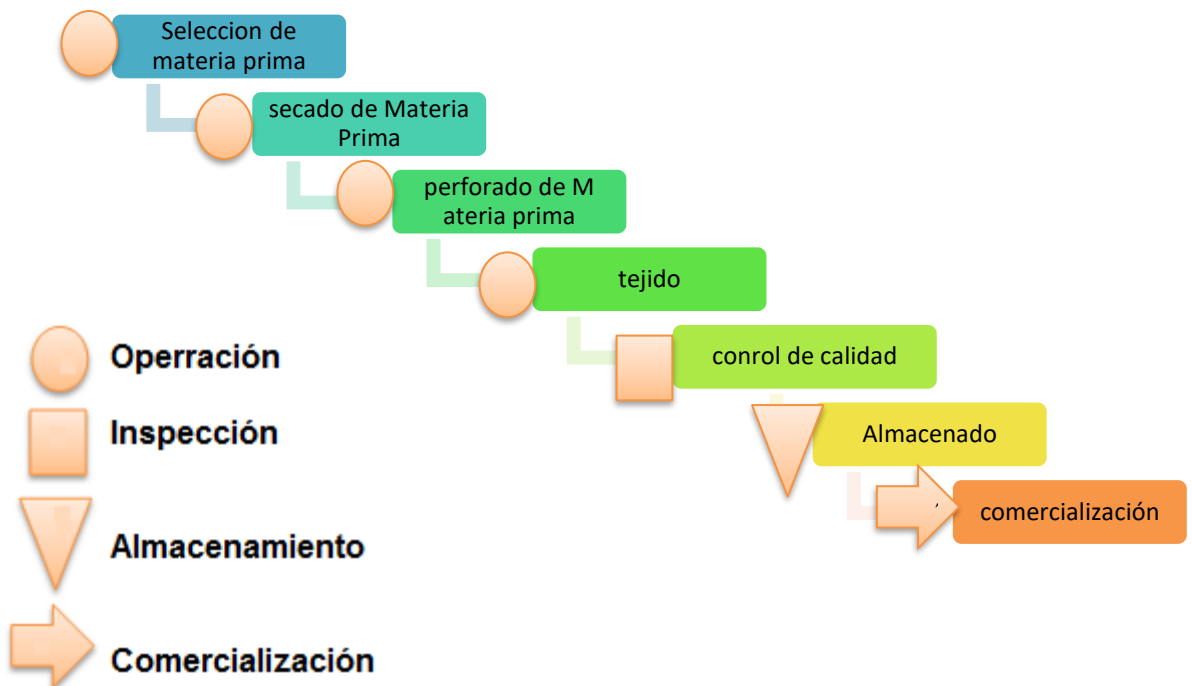 Seleccion de
materia prima
secado de Materia
Prima
perforado de M
ateria prima
tejido
conrol de calidad
Almacenado
comercialización
Operración
Inspección
Almacenamiento
Comercialización